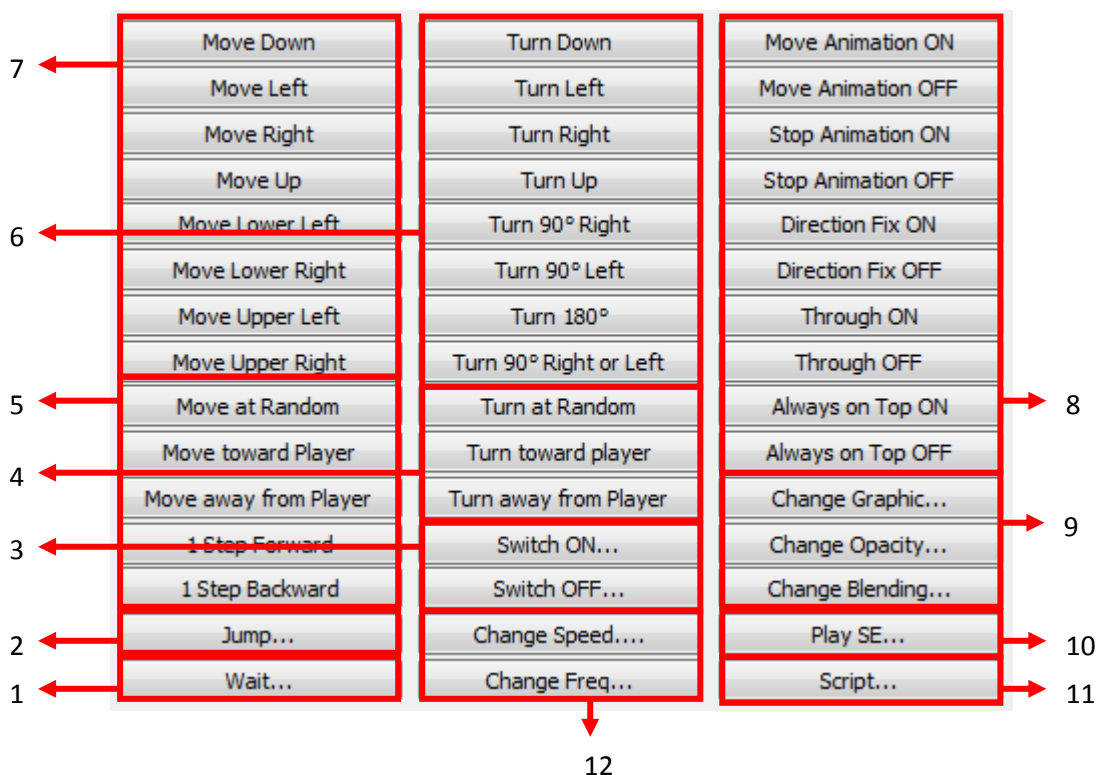 Move Down
Turn Down
Move Animation ON
7
Move Left
Turn Left
Move Animation OFF
Move Right
Turn Right
Stop Animation ON
Move Up
Turn Up
Stop Animation OFF
6
Move Lower Left
Turn 90° Right
Direction Fix ON
Move Lower Right
Turn 90° Left
Direction Fix OFF
Move Upper Left
Turn 180°
Through ON
Move Upper Right
Turn 90° Right or Left
Through OFF
5
Move at Random
Turn at Random
Always on Top ON
8
4
Move toward Player
Turn toward player
Always on Top OFF
Move away from Player
Turn away from Player
Change Graphic...
9
3
1 Step Forward
Switch ON...
Change Opacity...
1 Step Backward
Switch OFF...
Change Blending...
2
Jump...
Change Speed....
Play SE...
10
1
Wait...
Change Freq...
Script...
11
12